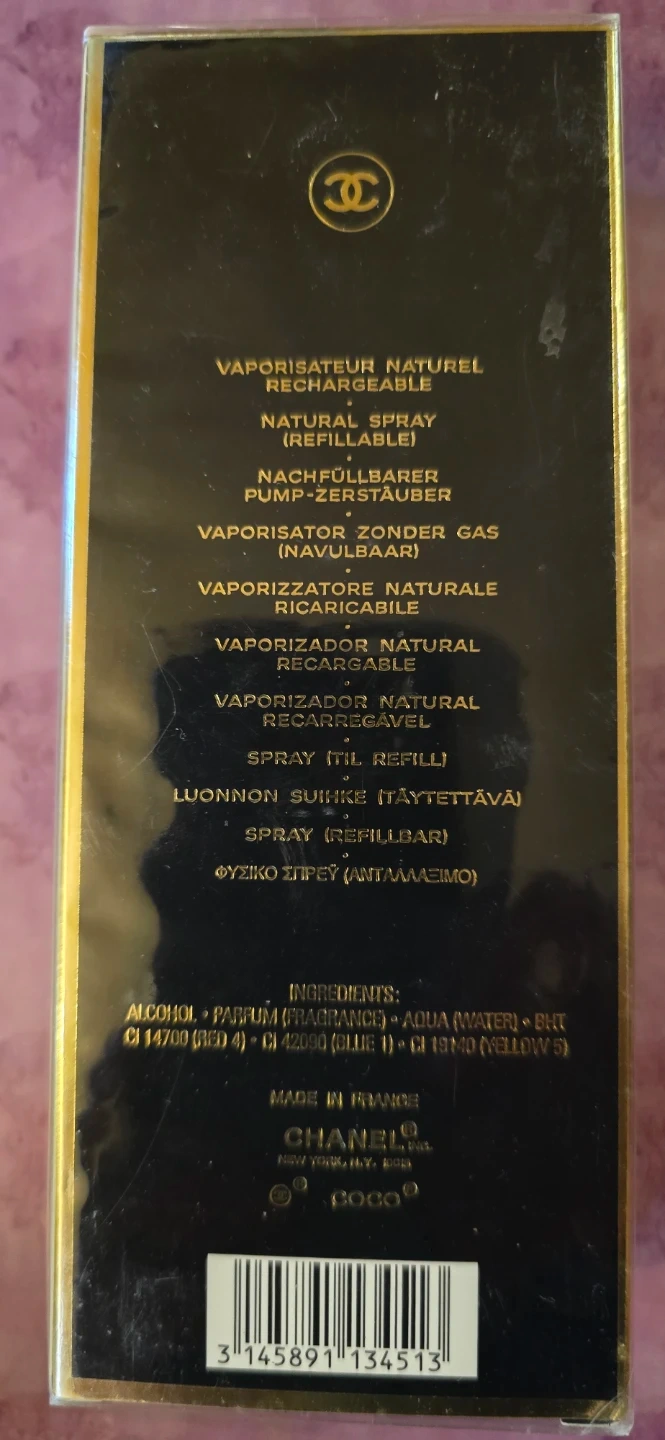 VAPORISATEUR NATUREL
RECHARGEABLE
•
NATURAL SPRAY
(REFILLABLE)
•
NACHFÜLLBARER
PUMP-ZERSTÄUBER
•
VAPORISATOR ZONDER GAS
(NAVULBAAR)
•
VAPORIZZATORE NATURALE
RICARICABILE
•
VAPORIZADOR NATURAL
RECARGABLE
•
VAPORIZADOR NATURAL
RECARREGÁVEL
•
SPRAY (TIL REFILL)
•
LUONNON SUIHKE (TÄYTETTÄVÄ)
•
SPRAY (REFILLBAR)
•
ΦΥΣΙΚΟ ΣΠΡΕΫ (ΑΝΤΑΛΛΑΞΙΜΟ)
INGREDIENTS:
ALCOHOL • PARFUM (FRAGRANCE) • AQUA (WATER) • BHT
CI 14700 (RED 4) • CI 42090 (BLUE 1) • CI 19140 (YELLOW 5)
MADE IN FRANCE
CHANEL® INC.
NEW YORK, N.Y.
® COCO®
3 145891 134513